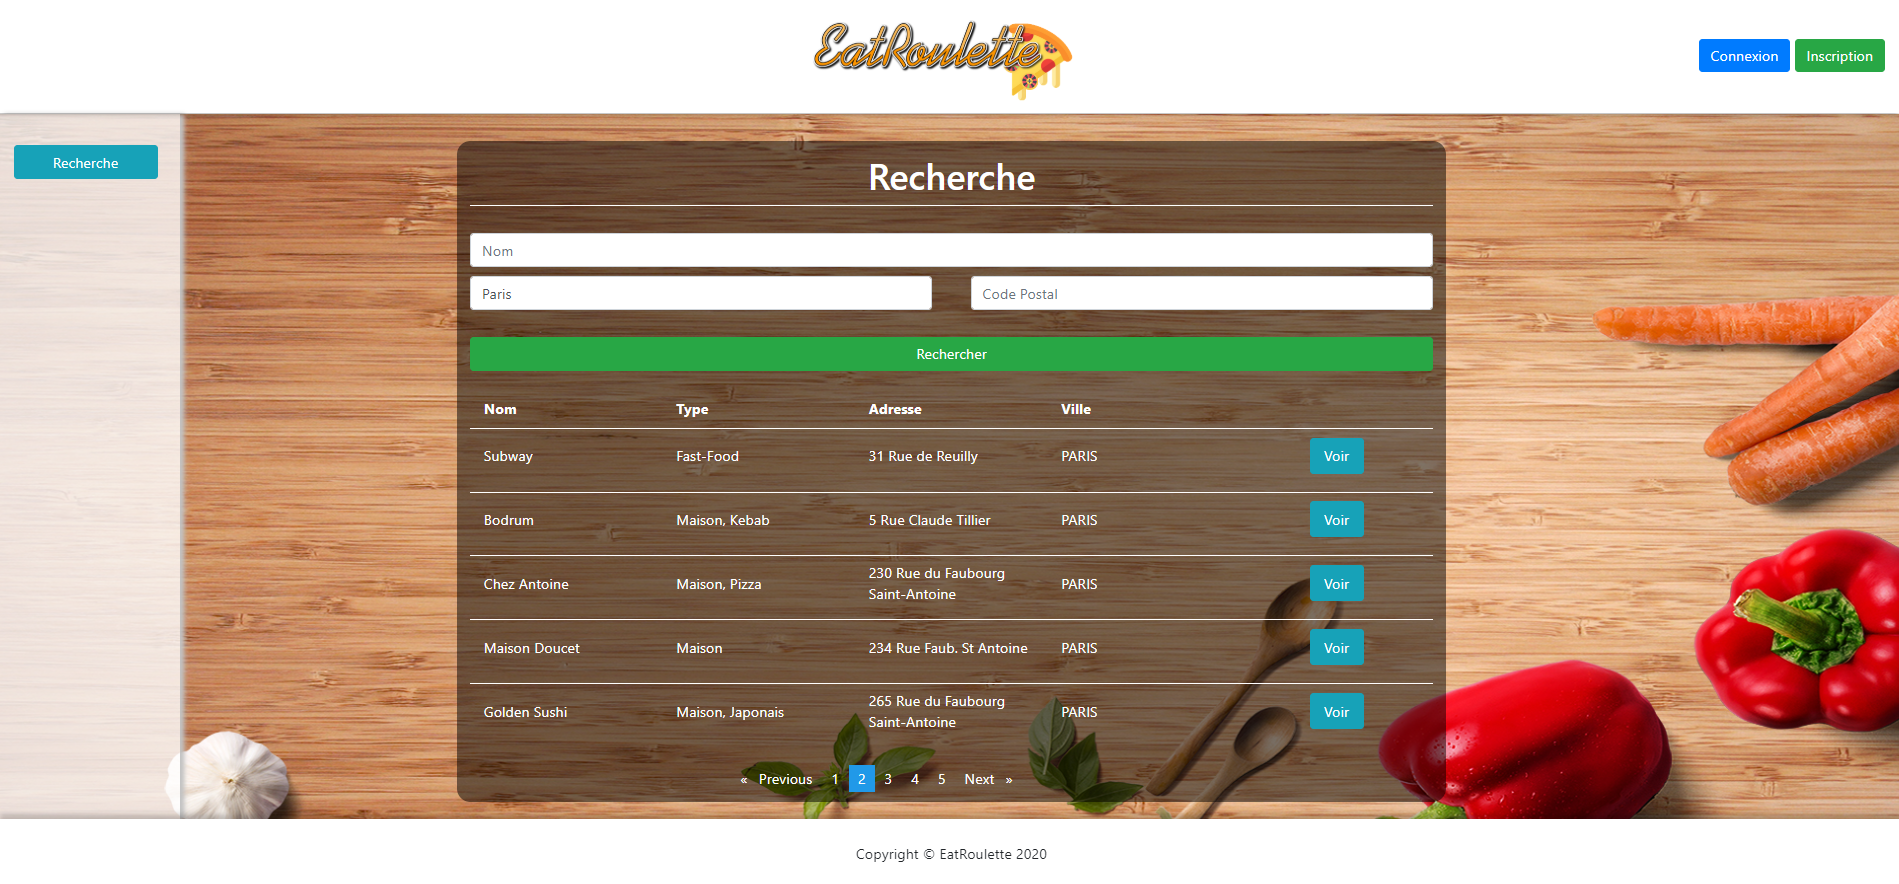 EatRoulette
Connexion
Inscription
Recherche
Recherche
Nom
Paris
Code Postal
Rechercher
Nom Type Adresse Ville
Subway Fast-Food 31 Rue de Reuilly PARIS Voir
Bodrum Maison, Kebab 5 Rue Claude Tillier PARIS Voir
Chez Antoine Maison, Pizza 230 Rue du Faubourg
Saint-Antoine PARIS Voir
Maison Doucet Maison 234 Rue Faub. St Antoine PARIS Voir
Golden Sushi Maison, Japonais 265 Rue du Faubourg
Saint-Antoine PARIS Voir
« Previous 1 2 3 4 5 Next »
Copyright © EatRoulette 2020